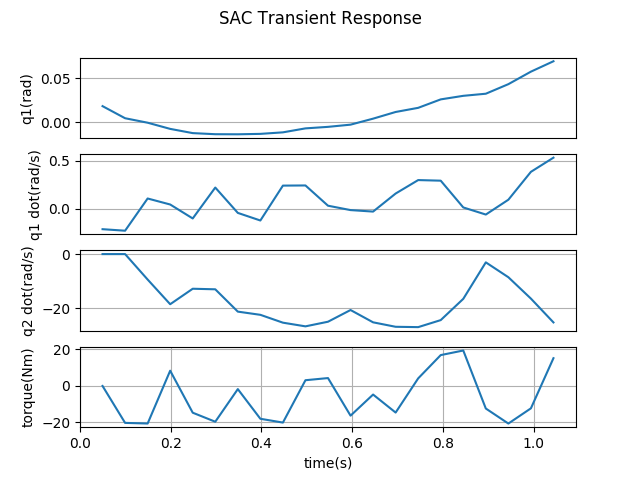 SAC Transient Response
q1(rad)
0.05
0.00
q1 dot(rad/s)
0.5
0.0
q2 dot(rad/s)
0
−20
torque(Nm)
20
0
−20
0.0 0.2 0.4 0.6 0.8 1.0
time(s)